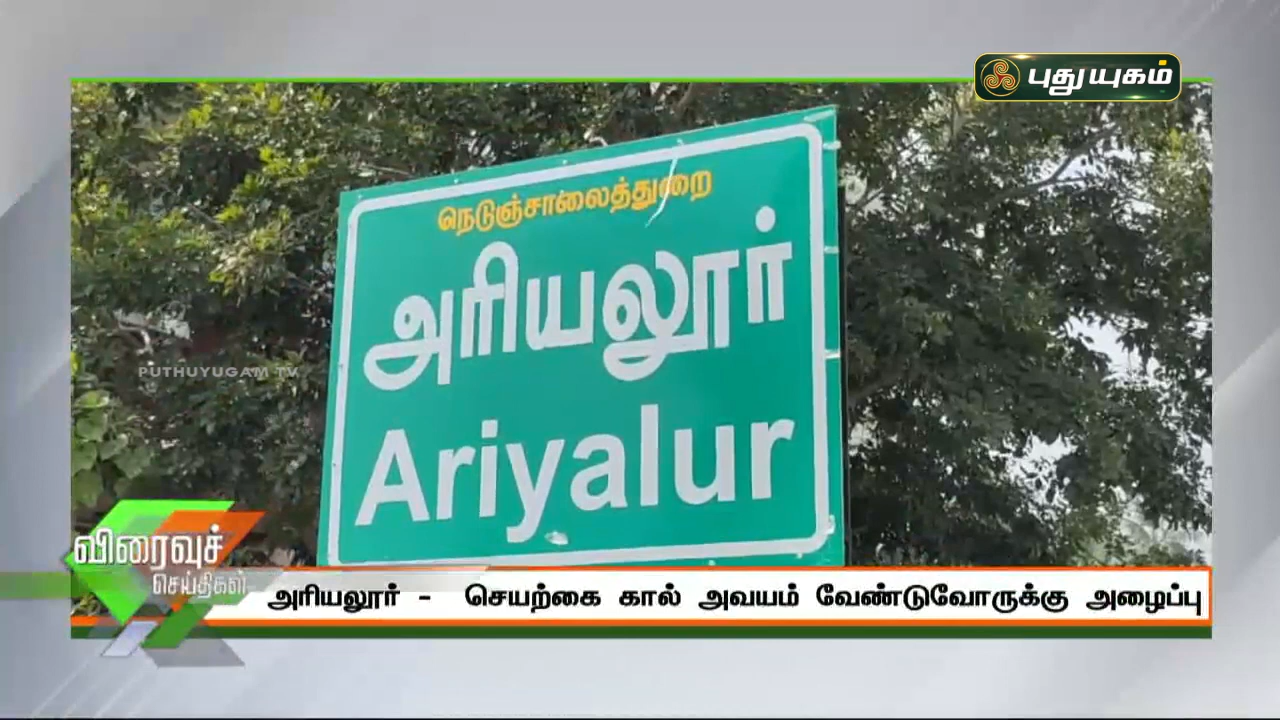 புதுயுகம்
நெடுஞ்சாலைத்துறை
அரியலூர்
PUTHUYUGAM TV
Ariyalur
விரைவுச்
செய்திகள்
அரியலூர் - செயற்கை கால் அவயம் வேண்டுவோருக்கு அழைப்பு